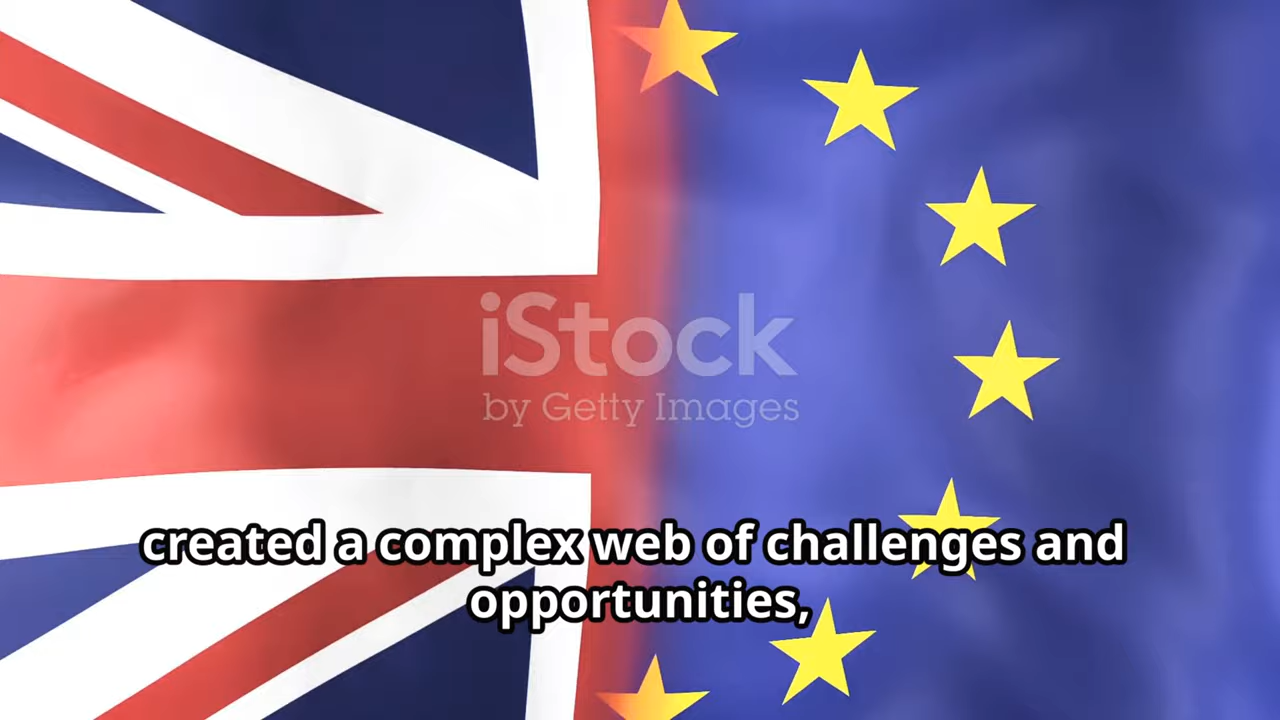 iStock
by Getty Images
created a complex web of challenges and
opportunities,